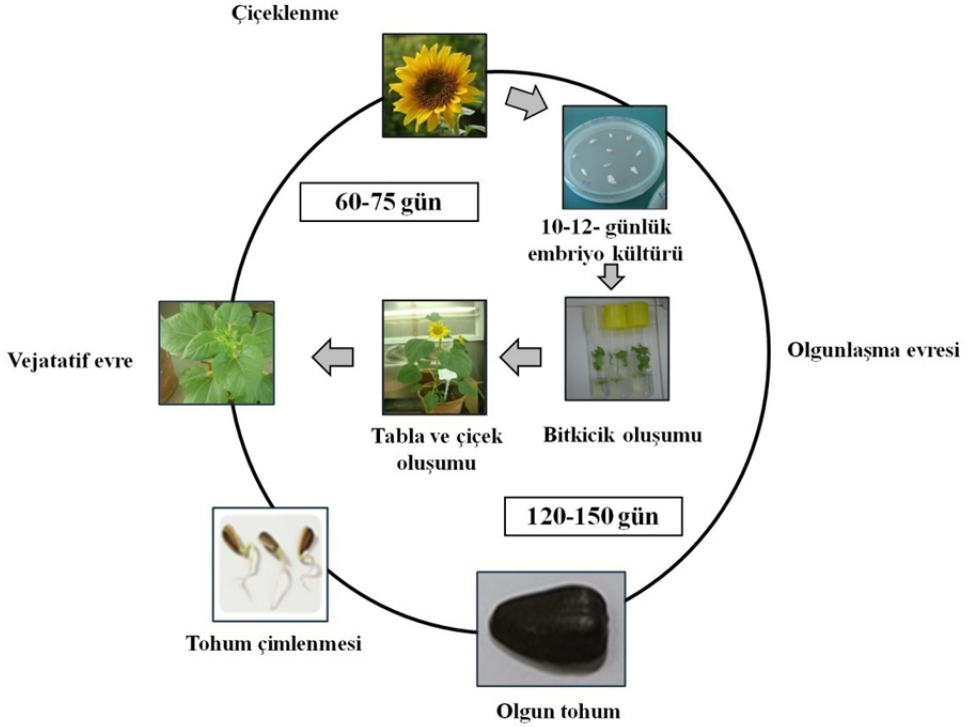 Çiçeklenme
60-75 gün
10-12- günlük
embriyo kültürü
Vejatatif evre
Olgunlaşma evresi
Tabla ve çiçek
oluşumu
Bitkicik oluşumu
120-150 gün
Tohum çimlenmesi
Olgun tohum